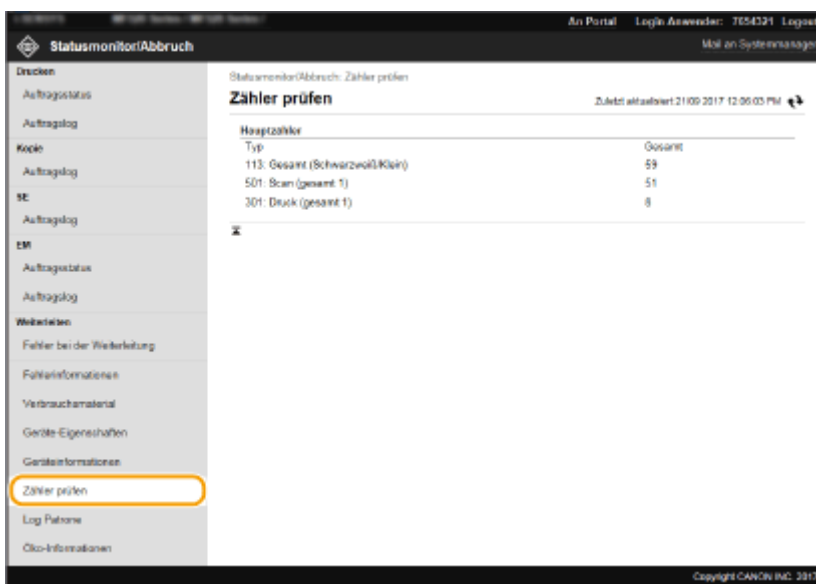 An Portal Login Anwender: 7654321 Logout
Statusmonitor/Abbruch
Mail an Systemmanager
Drucken
Auftragsstatus
Auftragslog
Kopie
Auftragslog
SE
Auftragslog
EM
Auftragsstatus
Auftragslog
Weiterleiten
Fehler bei der Weiterleitung
Fehlerinformationen
Verbrauchsmaterial
Geräte-Eigenschaften
Geräteinformationen
Zähler prüfen
Log Patrone
Öko-Informationen
Statusmonitor/Abbruch: Zähler prüfen
Zähler prüfen
Zuletzt aktualisiert:21/09 2017 12:06:03 PM
Hauptzähler
Typ Gesamt
113: Gesamt (Schwarzweiß/Klein) 59
501: Scan (gesamt 1) 51
301: Druck (gesamt 1) 8
Copyright CANON INC. 2017